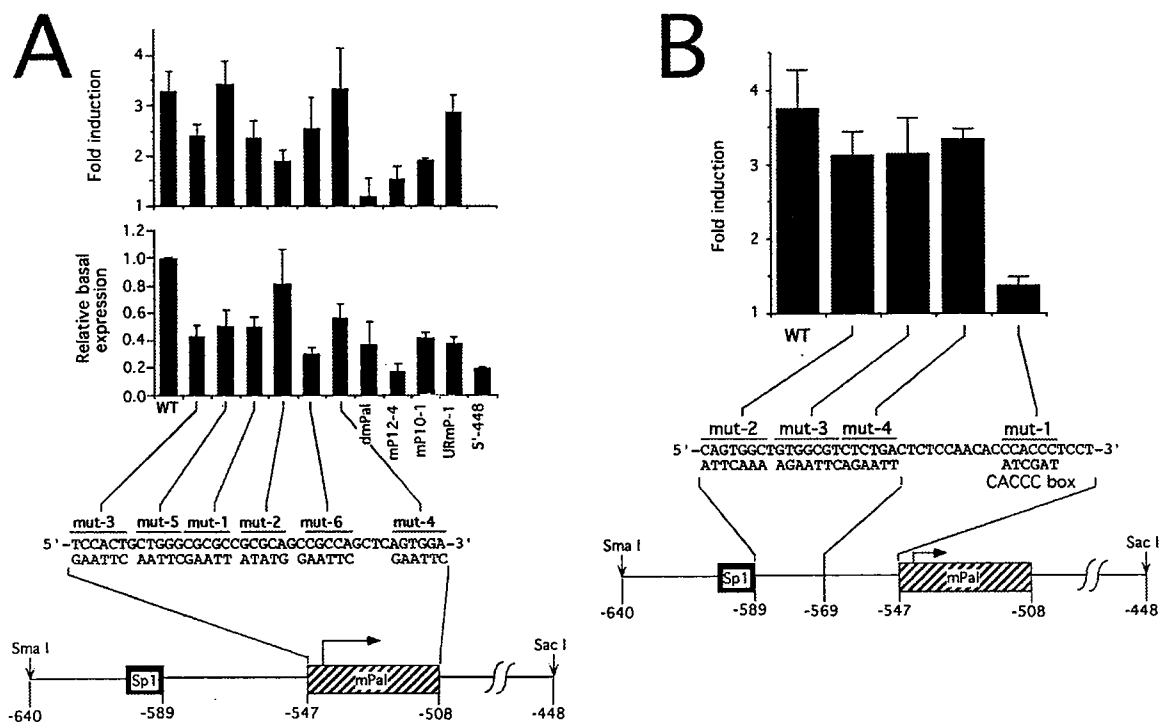 A
Fold induction
4
3
2
1
Relative basal
expression
1.2
1.0
0.8
0.6
0.4
0.2
0.0
WT
dmPal
mP12-4
mP10-1
URmP-1
5'-448
mut-3 mut-5 mut-1 mut-2 mut-6 mut-4
5'-TCCACTGCTGGGCGCGCCGCGCAGCCGCCAGCTCAGTGGA-3'
GAATTC AATTCGAATT ATATG GAATTC GAATTC
Sma I
Sac I
Sp1
mPal
-640
-589
-547
-508
-448
B
Fold induction
4
3
2
1
WT
mut-2 mut-3 mut-4 mut-1
5'-CAGTGGCTGTGGCGTCTCTGACTCTCCAACACCCACCCTCCT-3'
ATTCAAA AGAATTCAGAATT ATCGAT
CACCC box
Sma I
Sac I
Sp1
mPal
-640
-589
-569
-547
-508
-448